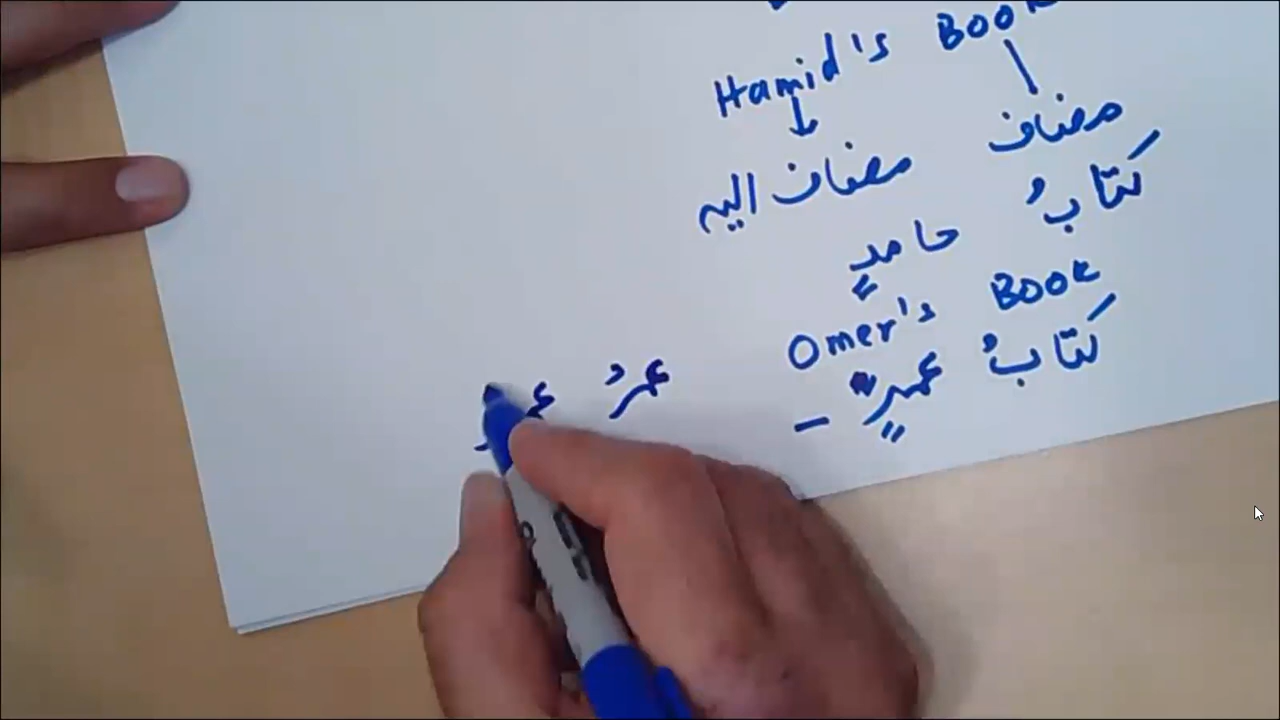 Hamid's Book
مضاف مضاف اليه
كتابُ حامدٍ
Omer's Book
كتابُ عمرٍ –
عمرُ